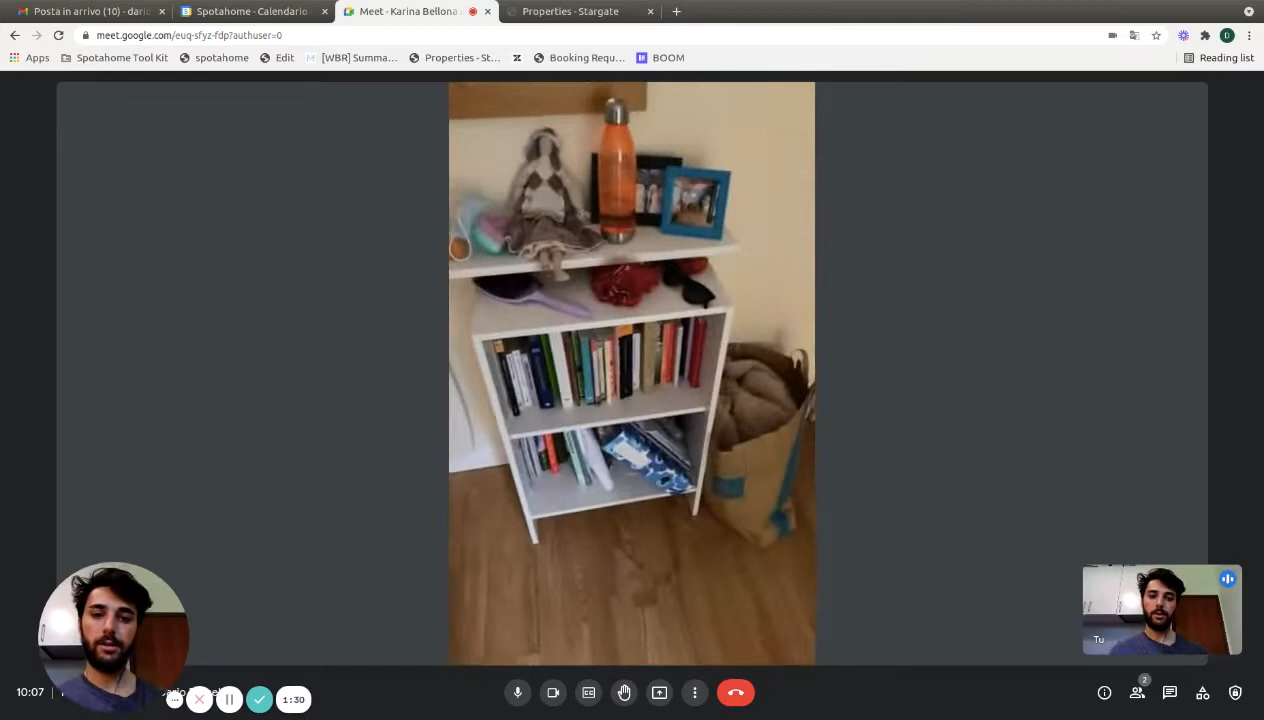 Posta in arrivo (10) - dari
Spotahome - Calendario
Meet - Karina Bellona
Properties - Stargate
meet.google.com/euq-sfyz-fdp?authuser=0
D
Apps
Spotahome Tool Kit
spotahome
Edit
[WBR] Summa...
Properties - St...
Booking Requ...
BOOM
Reading list
Tu
2
10:07
1:30